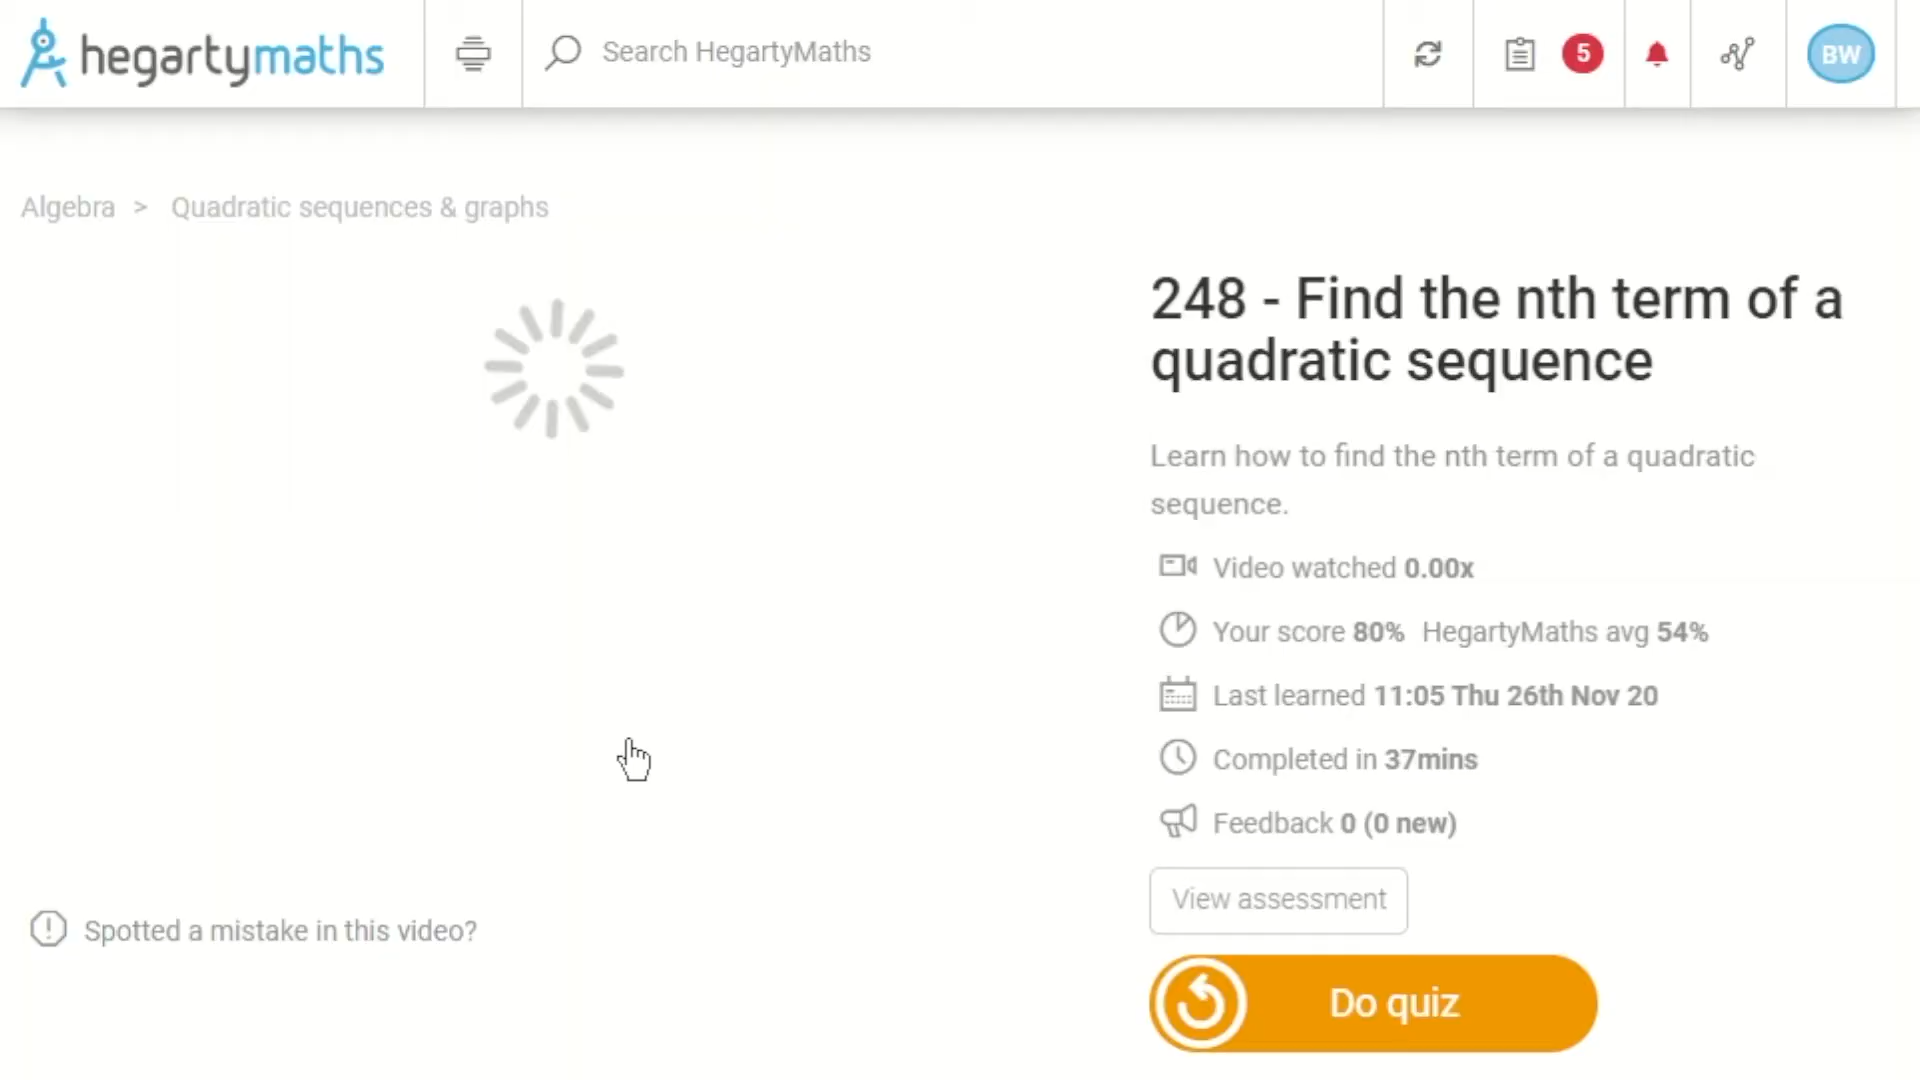 hegartymaths
Search HegartyMaths
5
BW
Algebra > Quadratic sequences & graphs
248 - Find the nth term of a
quadratic sequence
Learn how to find the nth term of a quadratic
sequence.
Video watched 0.00x
Your score 80% HegartyMaths avg 54%
Last learned 11:05 Thu 26th Nov 20
Completed in 37mins
Feedback 0 (0 new)
View assessment
Spotted a mistake in this video?
Do quiz